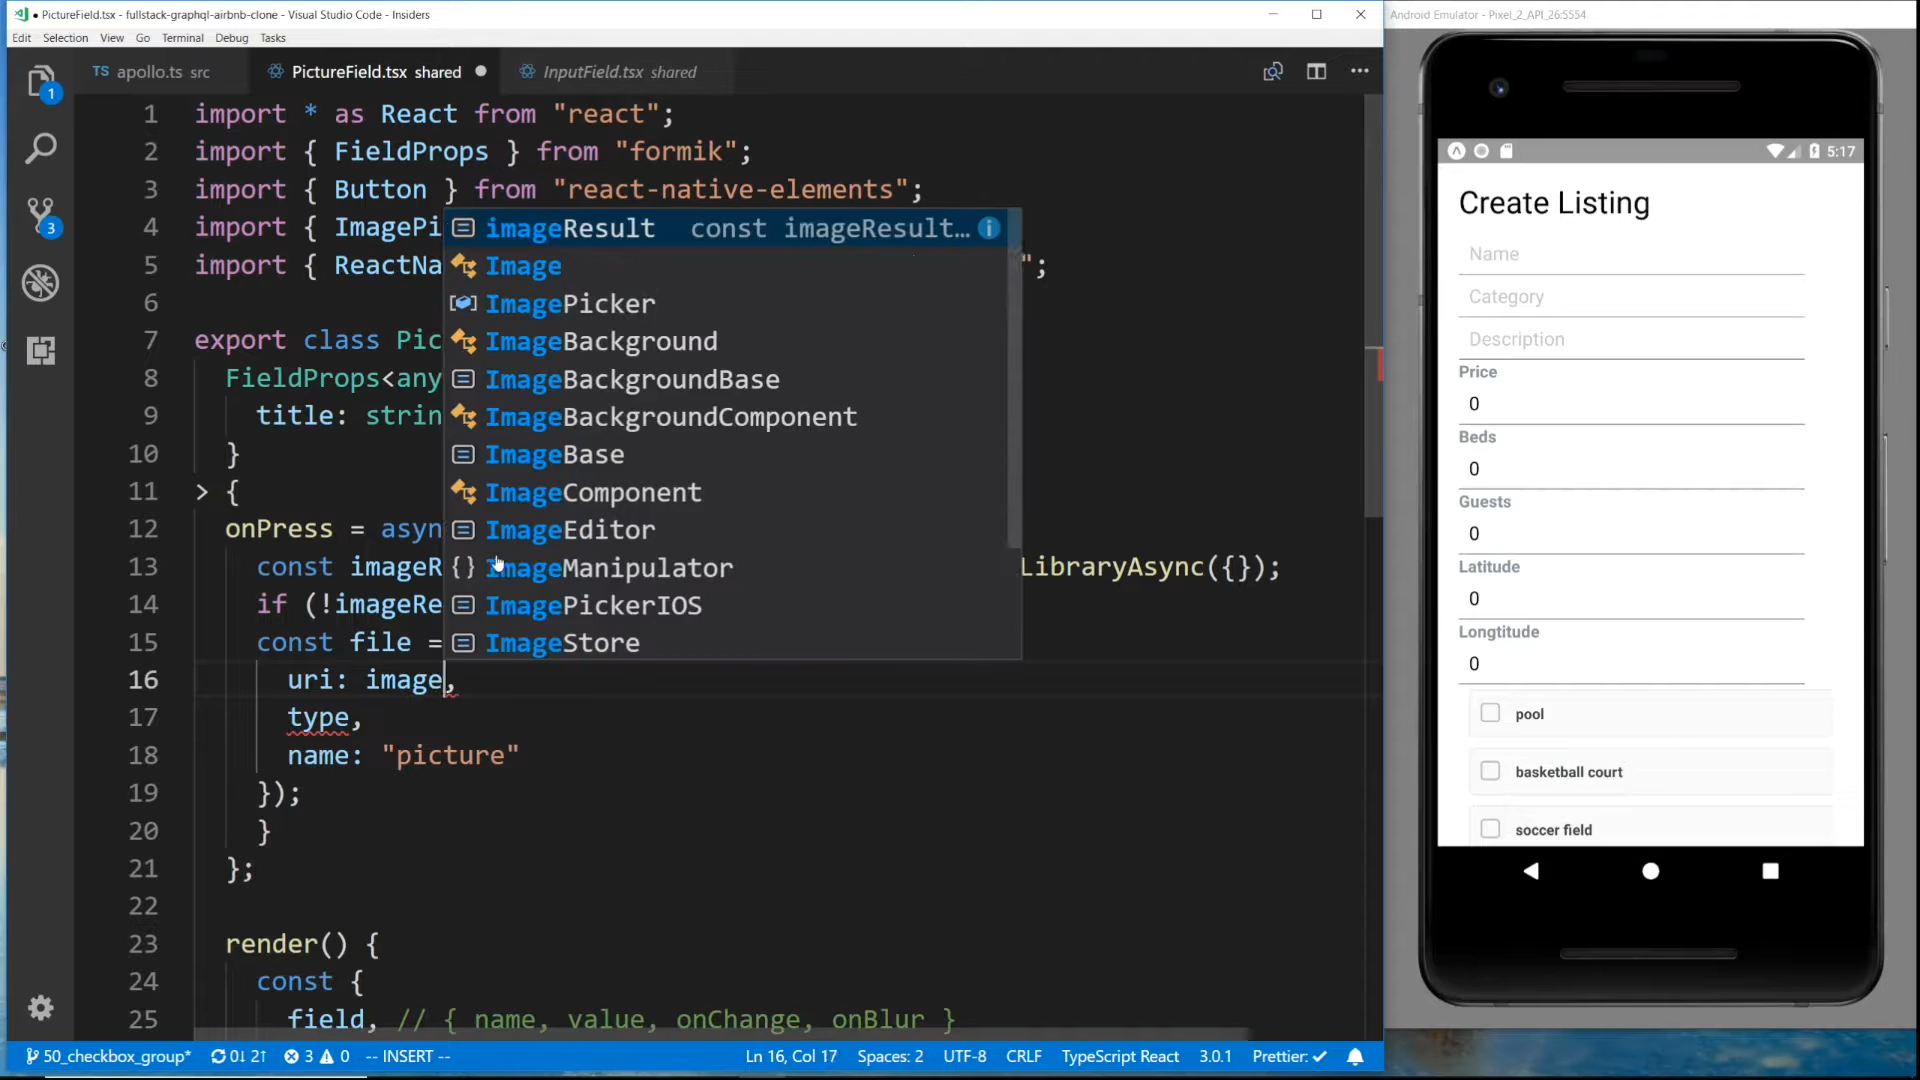 PictureField.tsx - fullstack-graphql-airbnb-clone - Visual Studio Code - Insiders
Edit Selection View Go Terminal Debug Tasks
TS apollo.ts src
PictureField.tsx shared
InputField.tsx shared
1 import * as React from "react";
2 import { FieldProps } from "formik";
3 import { Button } from "react-native-elements";
4 import { ImagePi
5 import { ReactNa ";
6
7 export class Pic
8 FieldProps<any
9 title: strin
10 }
11 > {
12 onPress = asyn
13 const imageR LibraryAsync({});
14 if (!imageRe
15 const file =
16 uri: image,
17 type,
18 name: "picture"
19 });
20 }
21 };
22
23 render() {
24 const {
25 field, // { name, value, onChange, onBlur }
imageResult const imageResult…
Image
ImagePicker
ImageBackground
ImageBackgroundBase
ImageBackgroundComponent
ImageBase
ImageComponent
ImageEditor
ImageManipulator
ImagePickerIOS
ImageStore
1
3
50_checkbox_group* 0↓ 2↑ 3 0 -- INSERT --
Ln 16, Col 17 Spaces: 2 UTF-8 CRLF TypeScript React 3.0.1 Prettier: ✓
Android Emulator - Pixel_2_API_26:5554
5:17
Create Listing
Name
Category
Description
Price
0
Beds
0
Guests
0
Latitude
0
Longtitude
0
pool
basketball court
soccer field